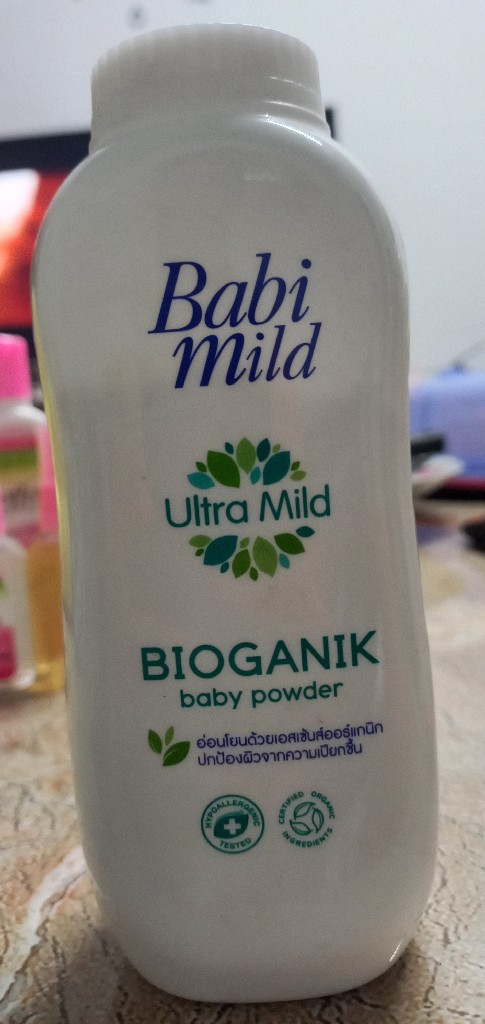 Babi
Mild
Ultra Mild
BIOGANIK
baby powder
อ่อนโยนด้วยเอสเซ้นส์ออร์แกนิก
ปกป้องผิวจากความเปียกชื้น
HYPOALLERGENIC
TESTED
CERTIFIED ORGANIC
INGREDIENTS